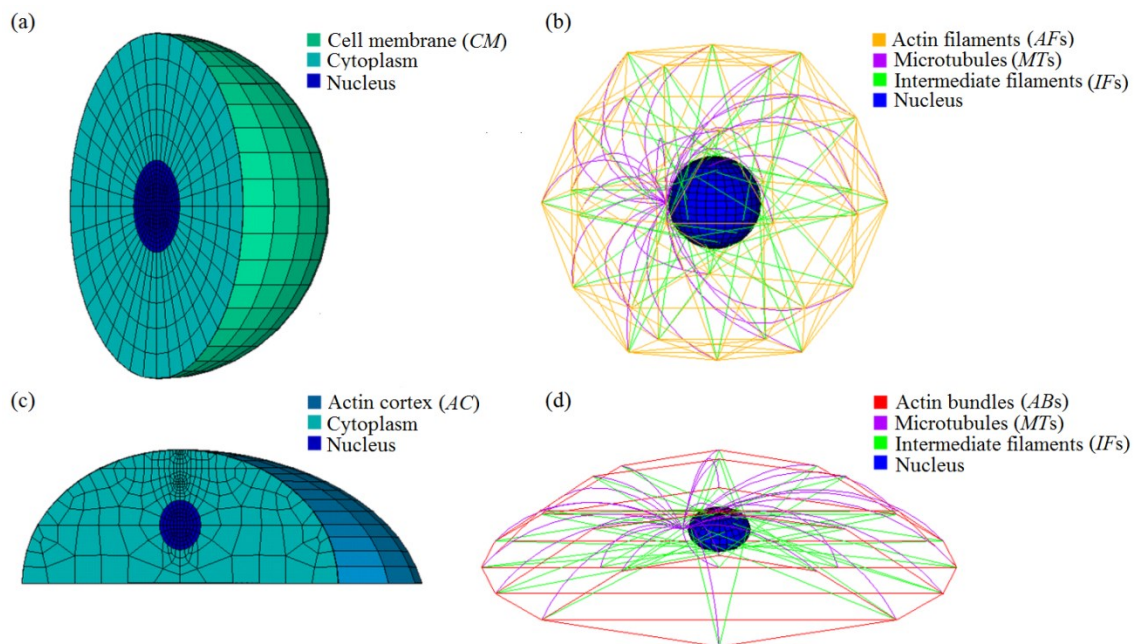 (a)
Cell membrane (CM)
Cytoplasm
Nucleus
(b)
Actin filaments (AFs)
Microtubules (MTs)
Intermediate filaments (IFs)
Nucleus
(c)
Actin cortex (AC)
Cytoplasm
Nucleus
(d)
Actin bundles (ABs)
Microtubules (MTs)
Intermediate filaments (IFs)
Nucleus